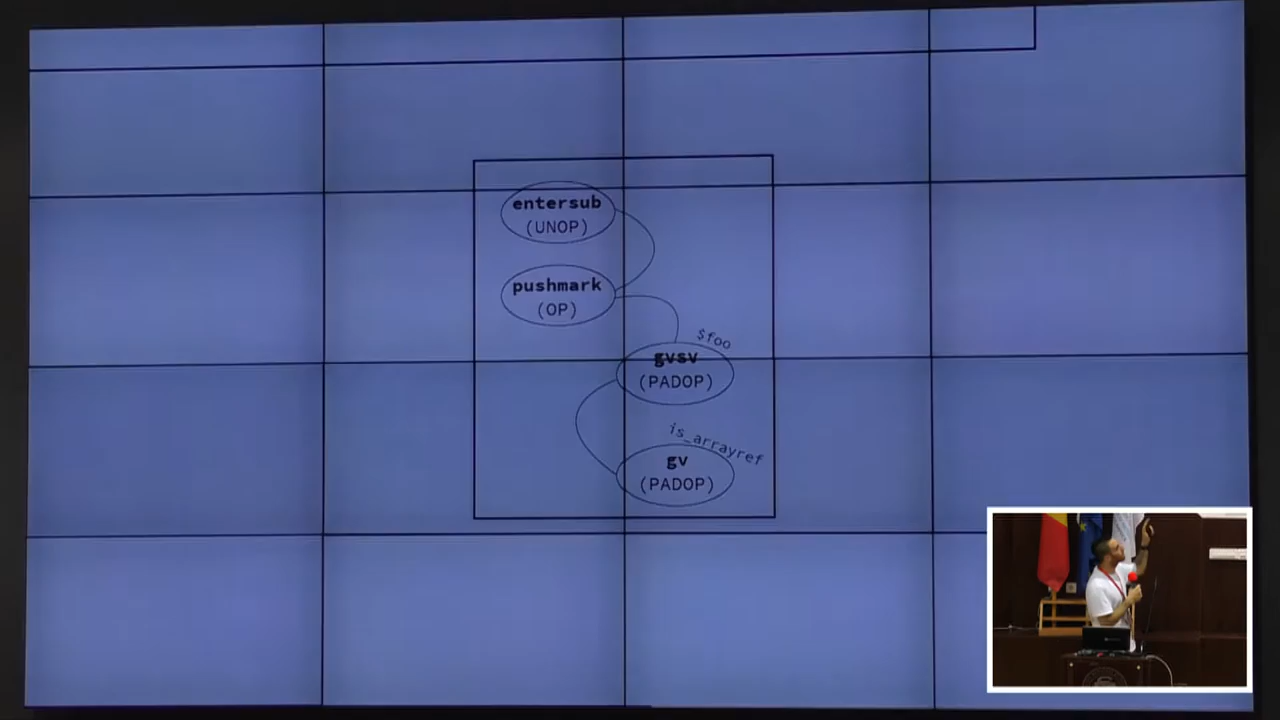 entersub
(UNOP)
pushmark
(OP)
$foo
gvsv
(PADOP)
is_arrayref
gv
(PADOP)